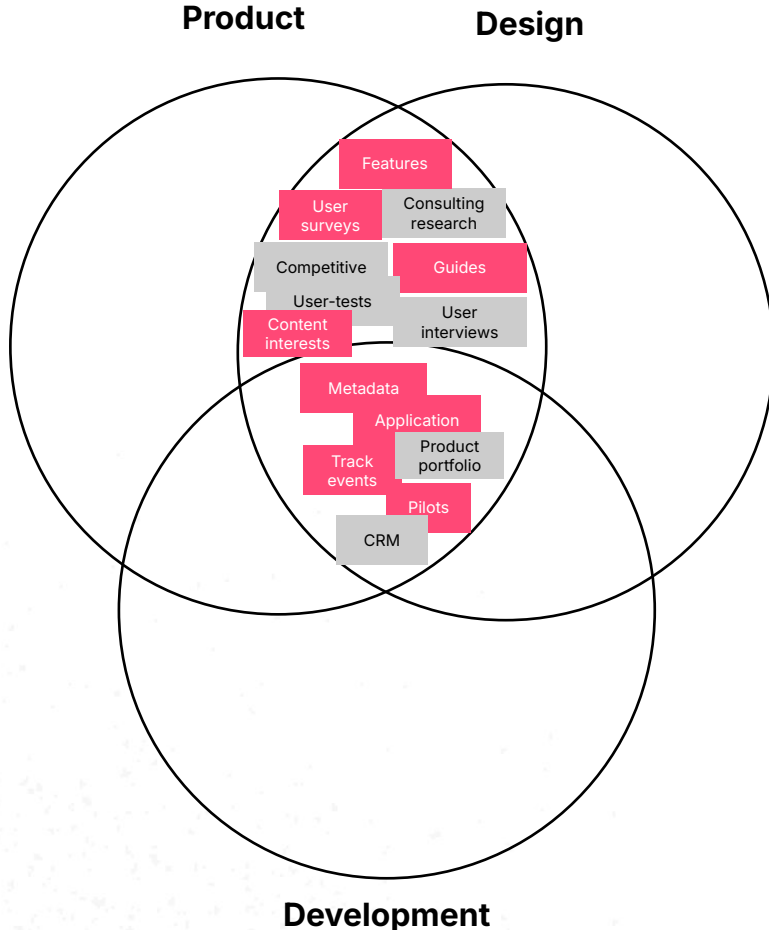 Product
Design
Features
User
surveys
Consulting
research
Competitive
Guides
User-tests
User
interviews
Content
interests
Metadata
Application
Product
portfolio
Track
events
Pilots
CRM
Development